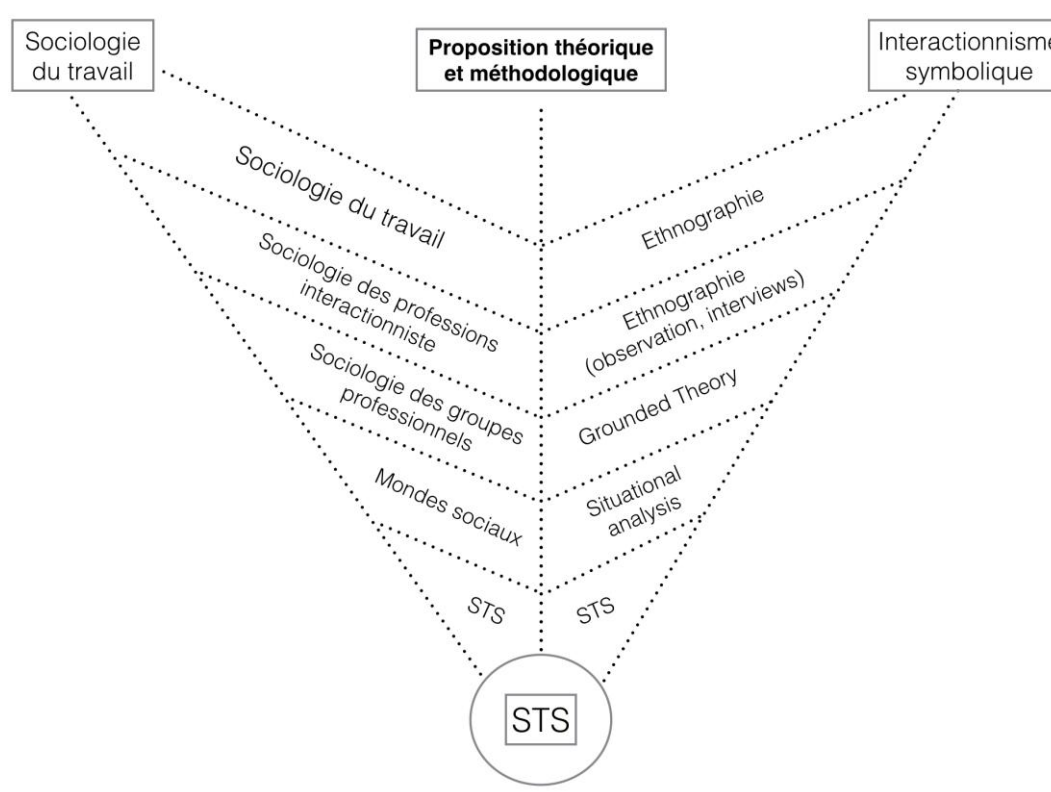 Sociologie
du travail
Proposition théorique
et méthodologique
Interactionnisme
symbolique
Sociologie du travail
Ethnographie
Sociologie des professions
interactionniste
Ethnographie
(observation, interviews)
Sociologie des groupes
professionnels
Grounded Theory
Mondes sociaux
Situational
analysis
STS
STS
STS